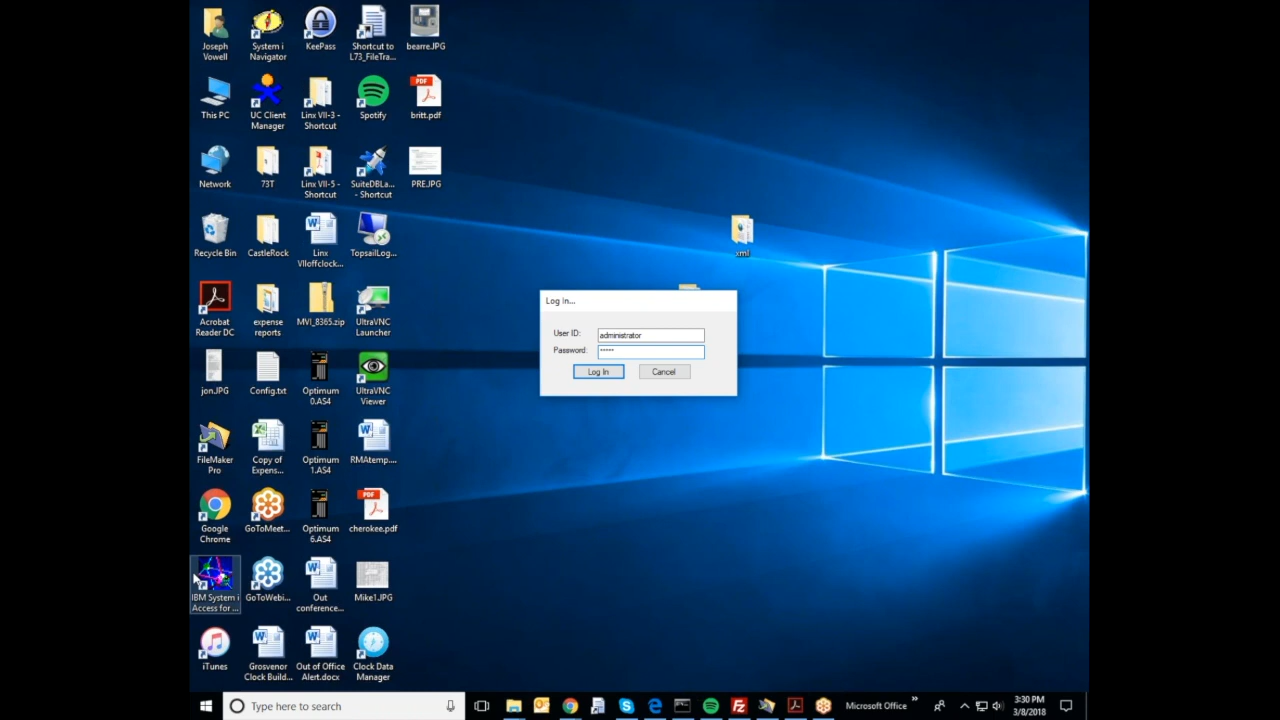 Joseph
Vowell
System i
Navigator
KeePass
Shortcut to
L73_FileTra...
bearre.JPG
This PC
UC Client
Manager
Linx VII-3 -
Shortcut
Spotify
PDF
britt.pdf
Network
73T
Linx VII-5 -
Shortcut
SuiteDBLa...
- Shortcut
PRE.JPG
Recycle Bin
CastleRock
Linx
VIIoffclock...
TopsailLog...
xml
Acrobat
Reader DC
expense
reports
MVI_8365.zip
UltraVNC
Launcher
Log In...
User ID:
administrator
Password:
*****
Log In
Cancel
jon.JPG
Config.txt
Optimum
0.AS4
UltraVNC
Viewer
FileMaker
Pro
Copy of
Expens...
Optimum
1.AS4
RMAtemp....
Google
Chrome
GoToMeet...
Optimum
6.AS4
PDF
cherokee.pdf
IBM System i
Access for ...
GoToWebi...
Out
conference...
Mike1.JPG
iTunes
Grosvenor
Clock Build...
Out of Office
Alert.docx
Clock Data
Manager
Type here to search
Microsoft Office
3:30 PM
3/8/2018